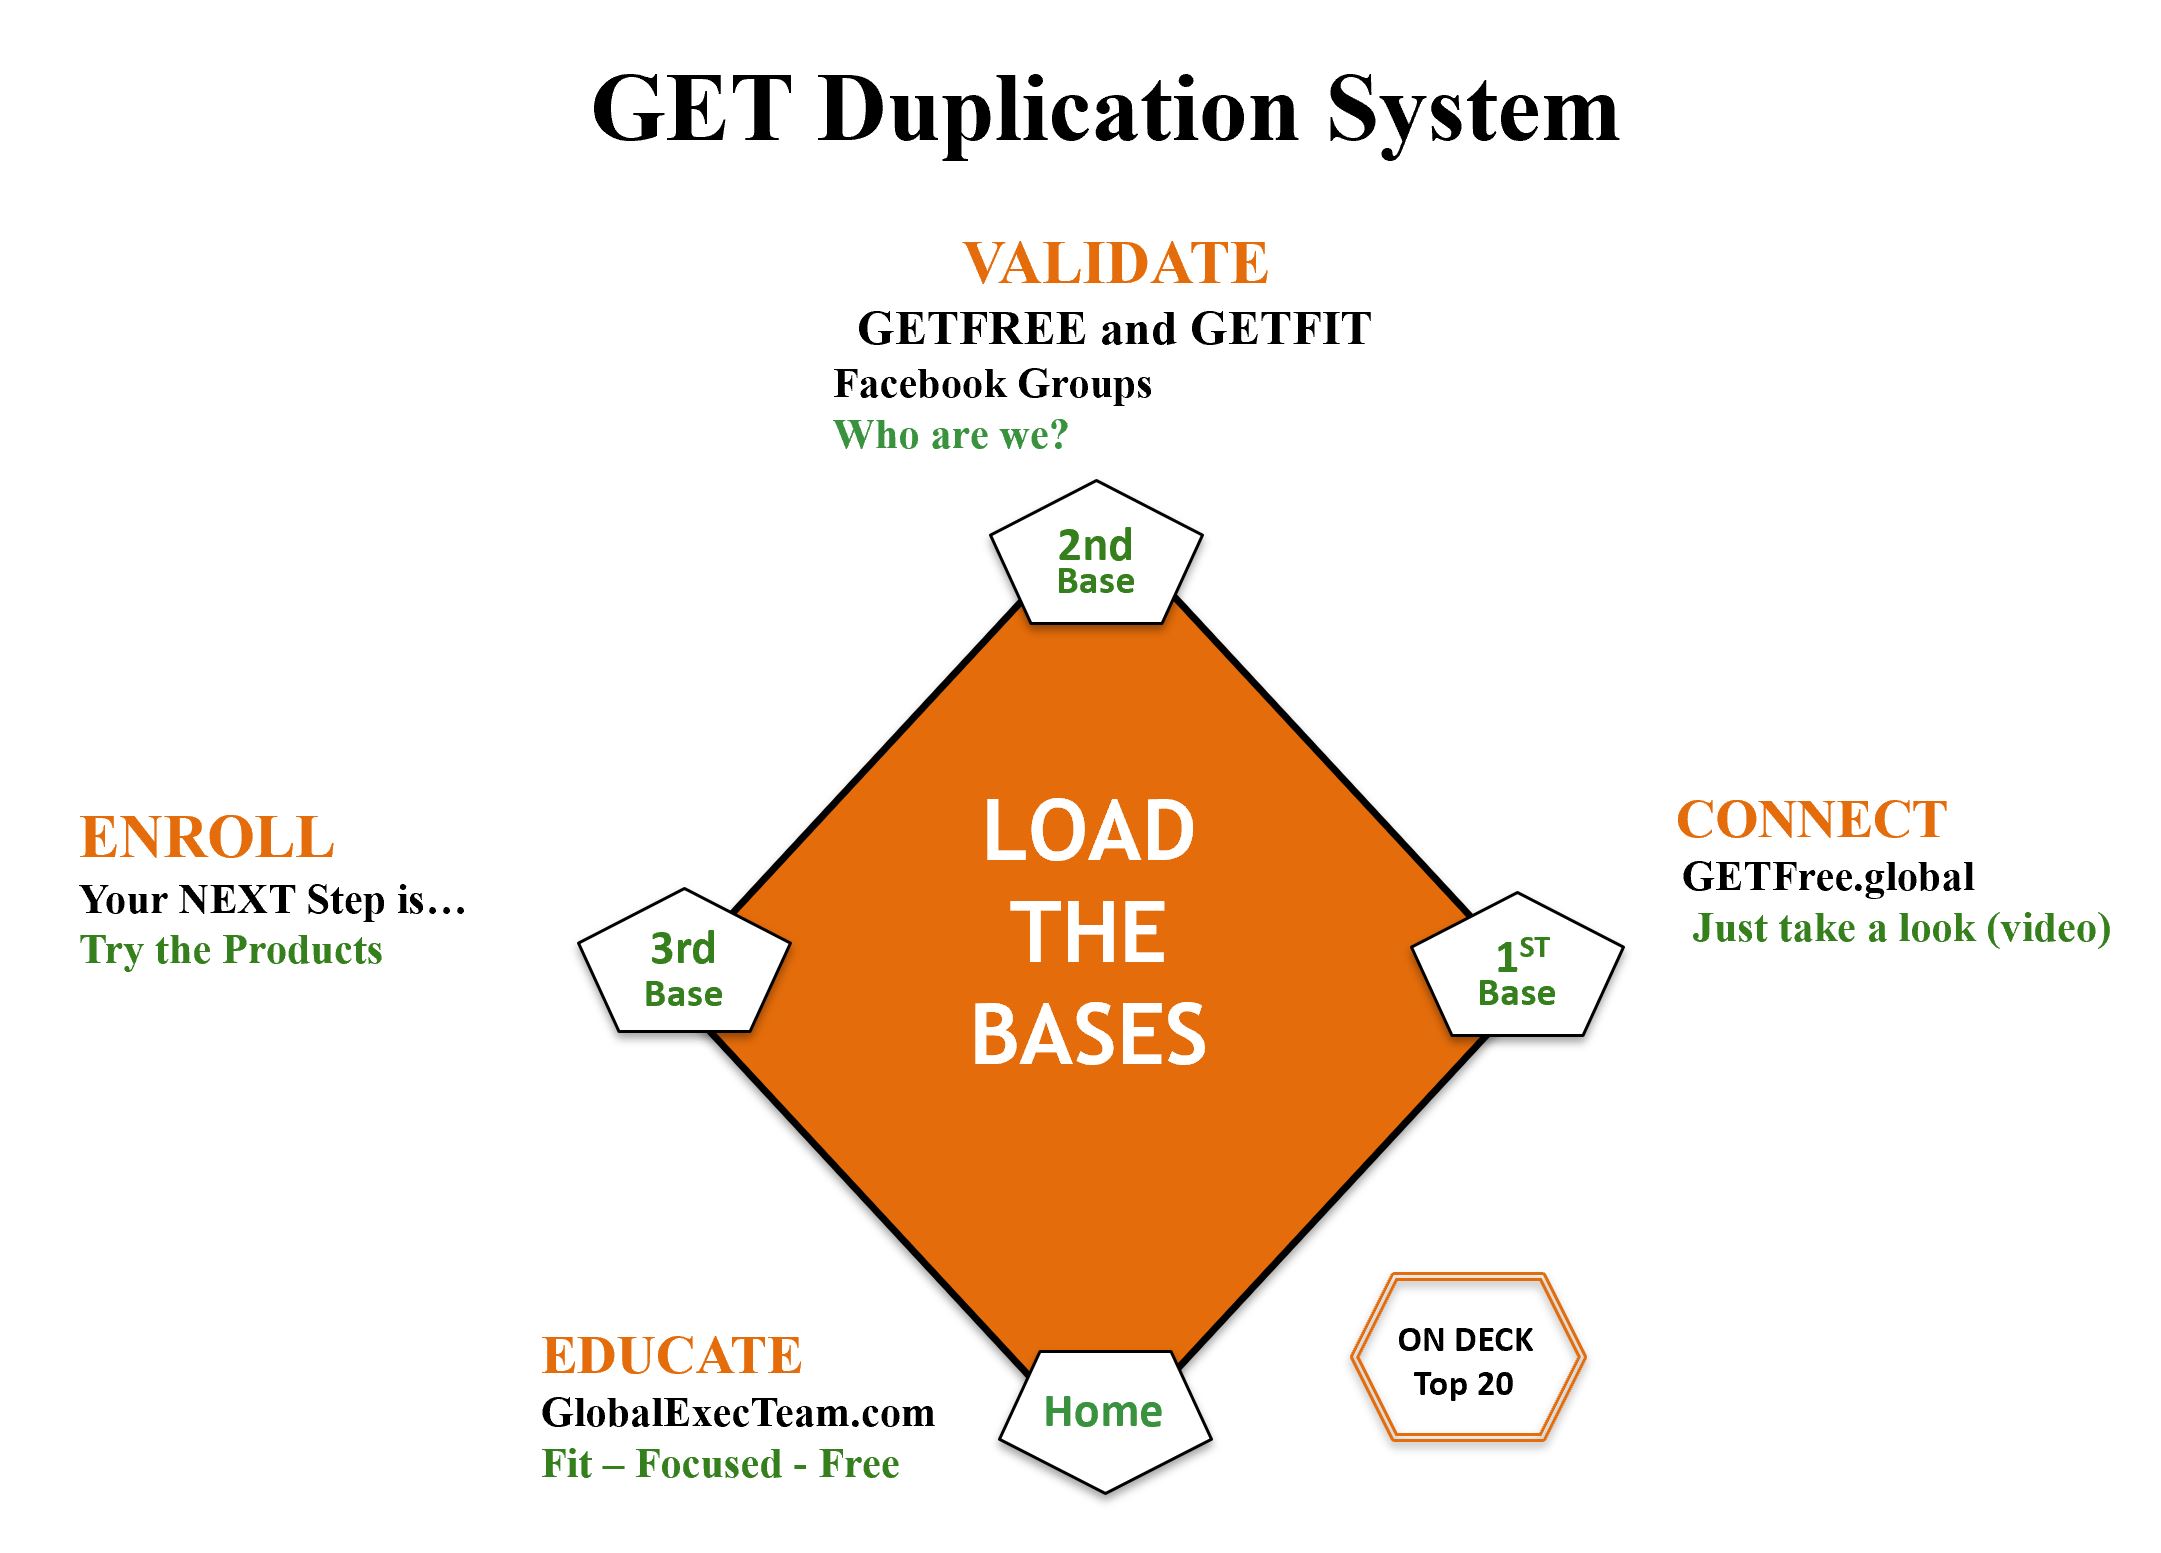 GET Duplication System
VALIDATE
GETFREE and GETFIT
Facebook Groups
Who are we?
2nd
Base
LOAD
THE
BASES
ENROLL
Your NEXT Step is…
Try the Products
3rd
Base
CONNECT
GETFree.global
Just take a look (video)
1ST
Base
EDUCATE
GlobalExecTeam.com
Fit – Focused - Free
Home
ON DECK
Top 20